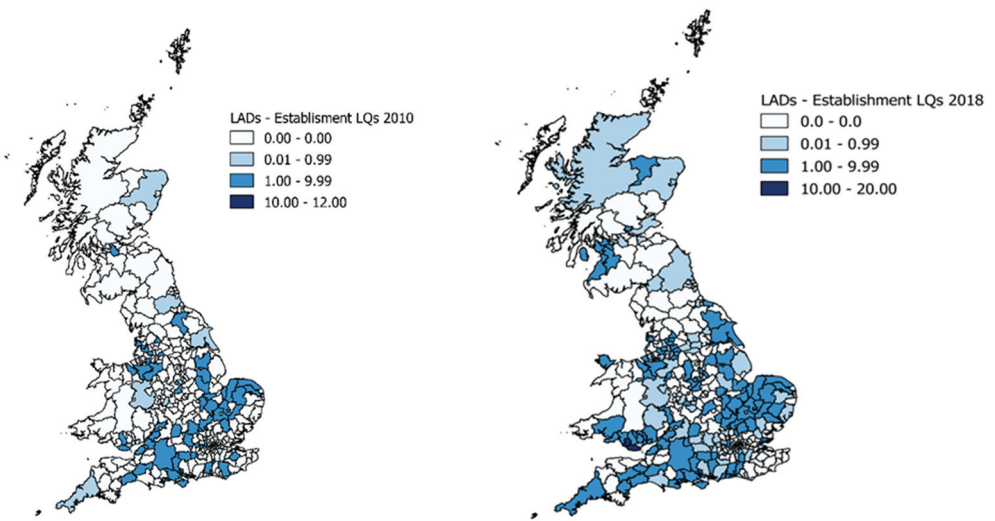 LADs - Establisment LQs 2010
0.00 - 0.00
0.01 - 0.99
1.00 - 9.99
10.00 - 12.00
LADs - Establishment LQs 2018
0.0 - 0.0
0.01 - 0.99
1.00 - 9.99
10.00 - 20.00